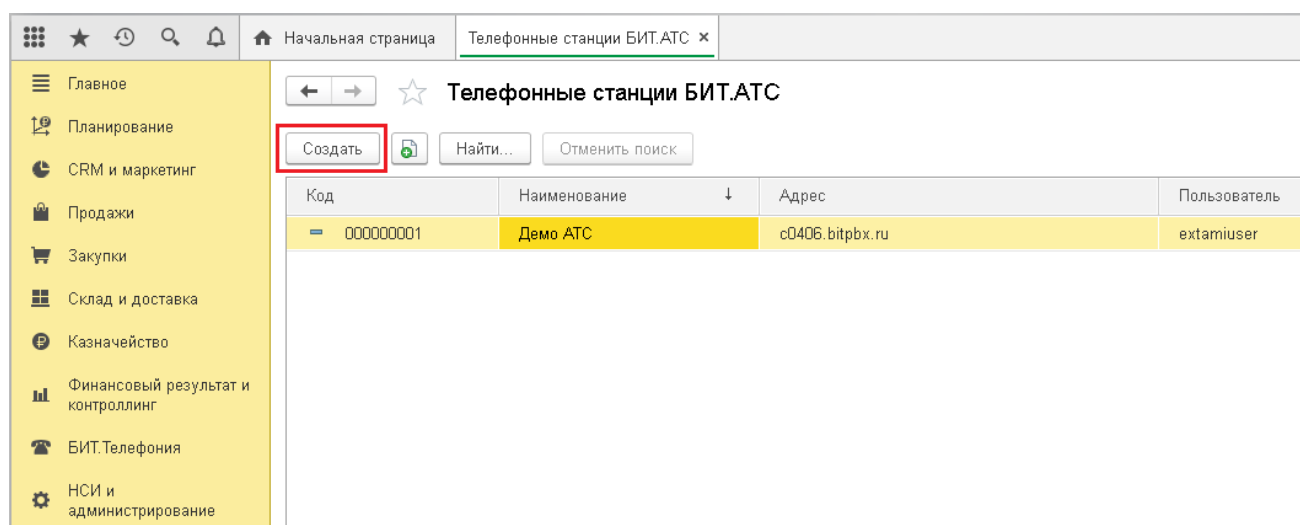 Начальная страница
Телефонные станции БИТ.АТС ×
Главное
Планирование
CRM и маркетинг
Продажи
Закупки
Склад и доставка
Казначейство
Финансовый результат и
контроллинг
БИТ.Телефония
НСИ и
администрирование
Телефонные станции БИТ.АТС
Создать Найти... Отменить поиск
Код Наименование ↓ Адрес Пользователь
000000001 Демо АТС c0406.bitpbx.ru extamiuser